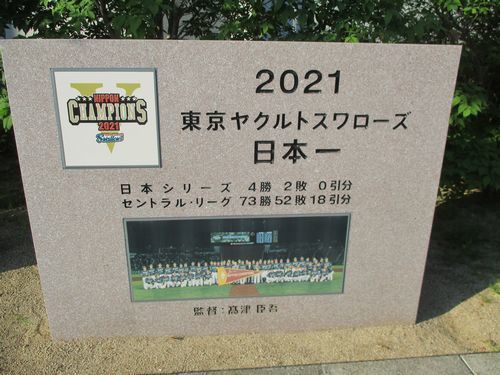 NIPPON
CHAMPIONS
2021
Swallows
2021
東京ヤクルトスワローズ
日本一
日本シリーズ 4勝 2敗 0引分
セントラル・リーグ 73勝52敗18引分
監督:髙津臣吾